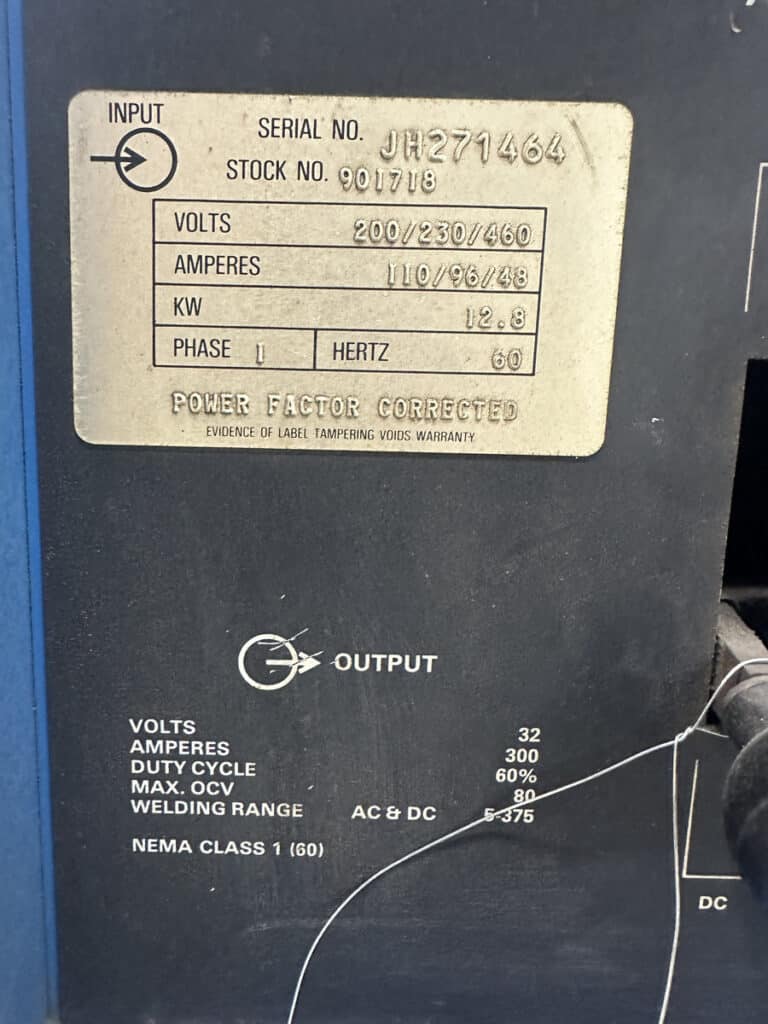 INPUT
SERIAL NO. JH271464
STOCK NO. 901718
VOLTS 200/230/460
AMPERES 110/96/48
KW 12.8
PHASE 1 HERTZ 60
POWER FACTOR CORRECTED
EVIDENCE OF LABEL TAMPERING VOIDS WARRANTY
OUTPUT
VOLTS 32
AMPERES 300
DUTY CYCLE 60%
MAX. OCV 80
WELDING RANGE AC & DC 5-375
NEMA CLASS 1 (60)
DC